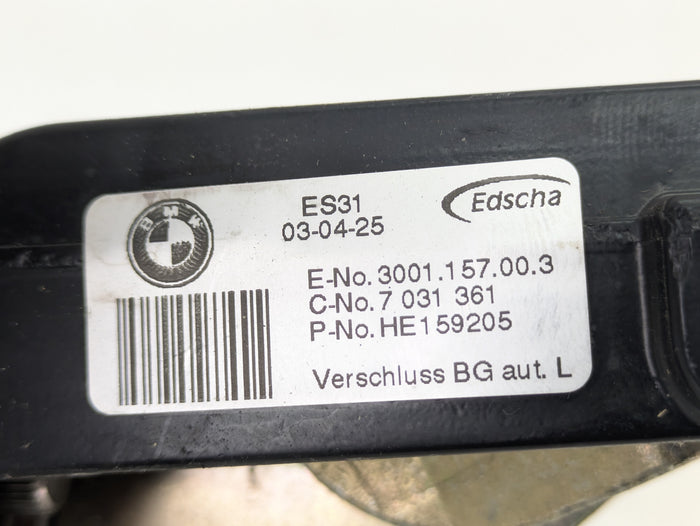 BMW
ES31
03-04-25
Edscha
E-No. 3001.157.00.3
C-No. 7 031 361
P-No. HE159205
Verschluss BG aut. L